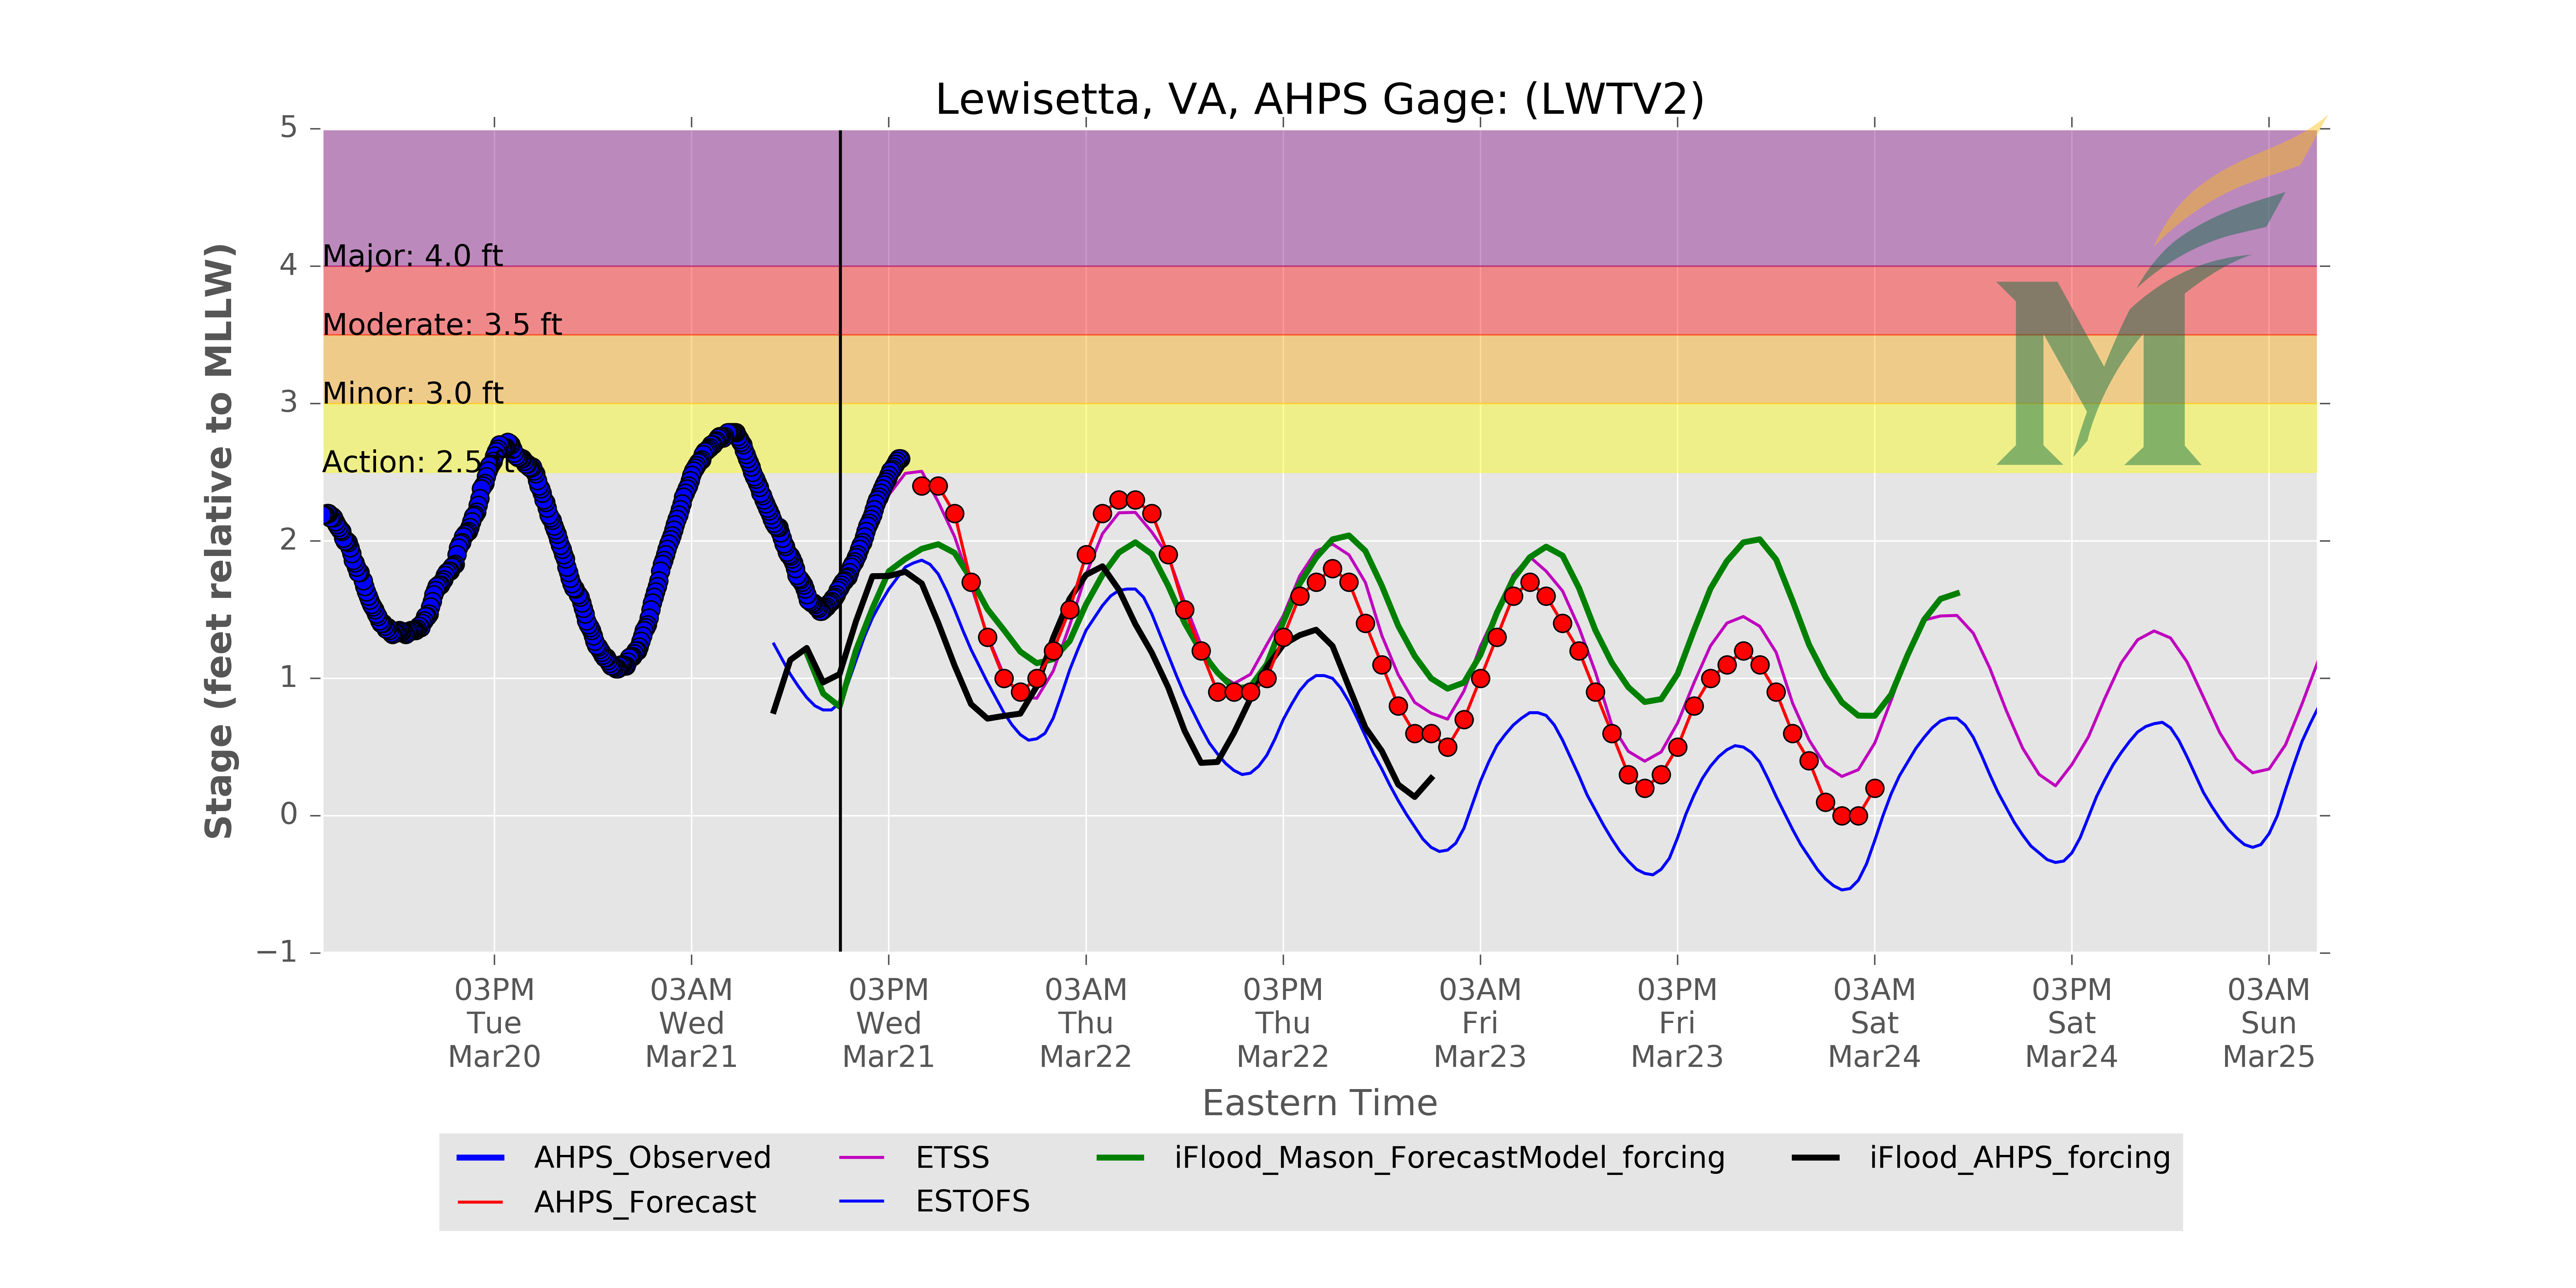 Lewisetta, VA, AHPS Gage: (LWTV2)
Stage (feet relative to MLLW)
5
4
3
2
1
0
−1
Major: 4.0 ft
Moderate: 3.5 ft
Minor: 3.0 ft
Action: 2.5 ft
03PM Tue Mar20
03AM Wed Mar21
03PM Wed Mar21
03AM Thu Mar22
03PM Thu Mar22
03AM Fri Mar23
03PM Fri Mar23
03AM Sat Mar24
03PM Sat Mar24
03AM Sun Mar25
Eastern Time
AHPS_Observed
AHPS_Forecast
ETSS
ESTOFS
iFlood_Mason_ForecastModel_forcing
iFlood_AHPS_forcing
M